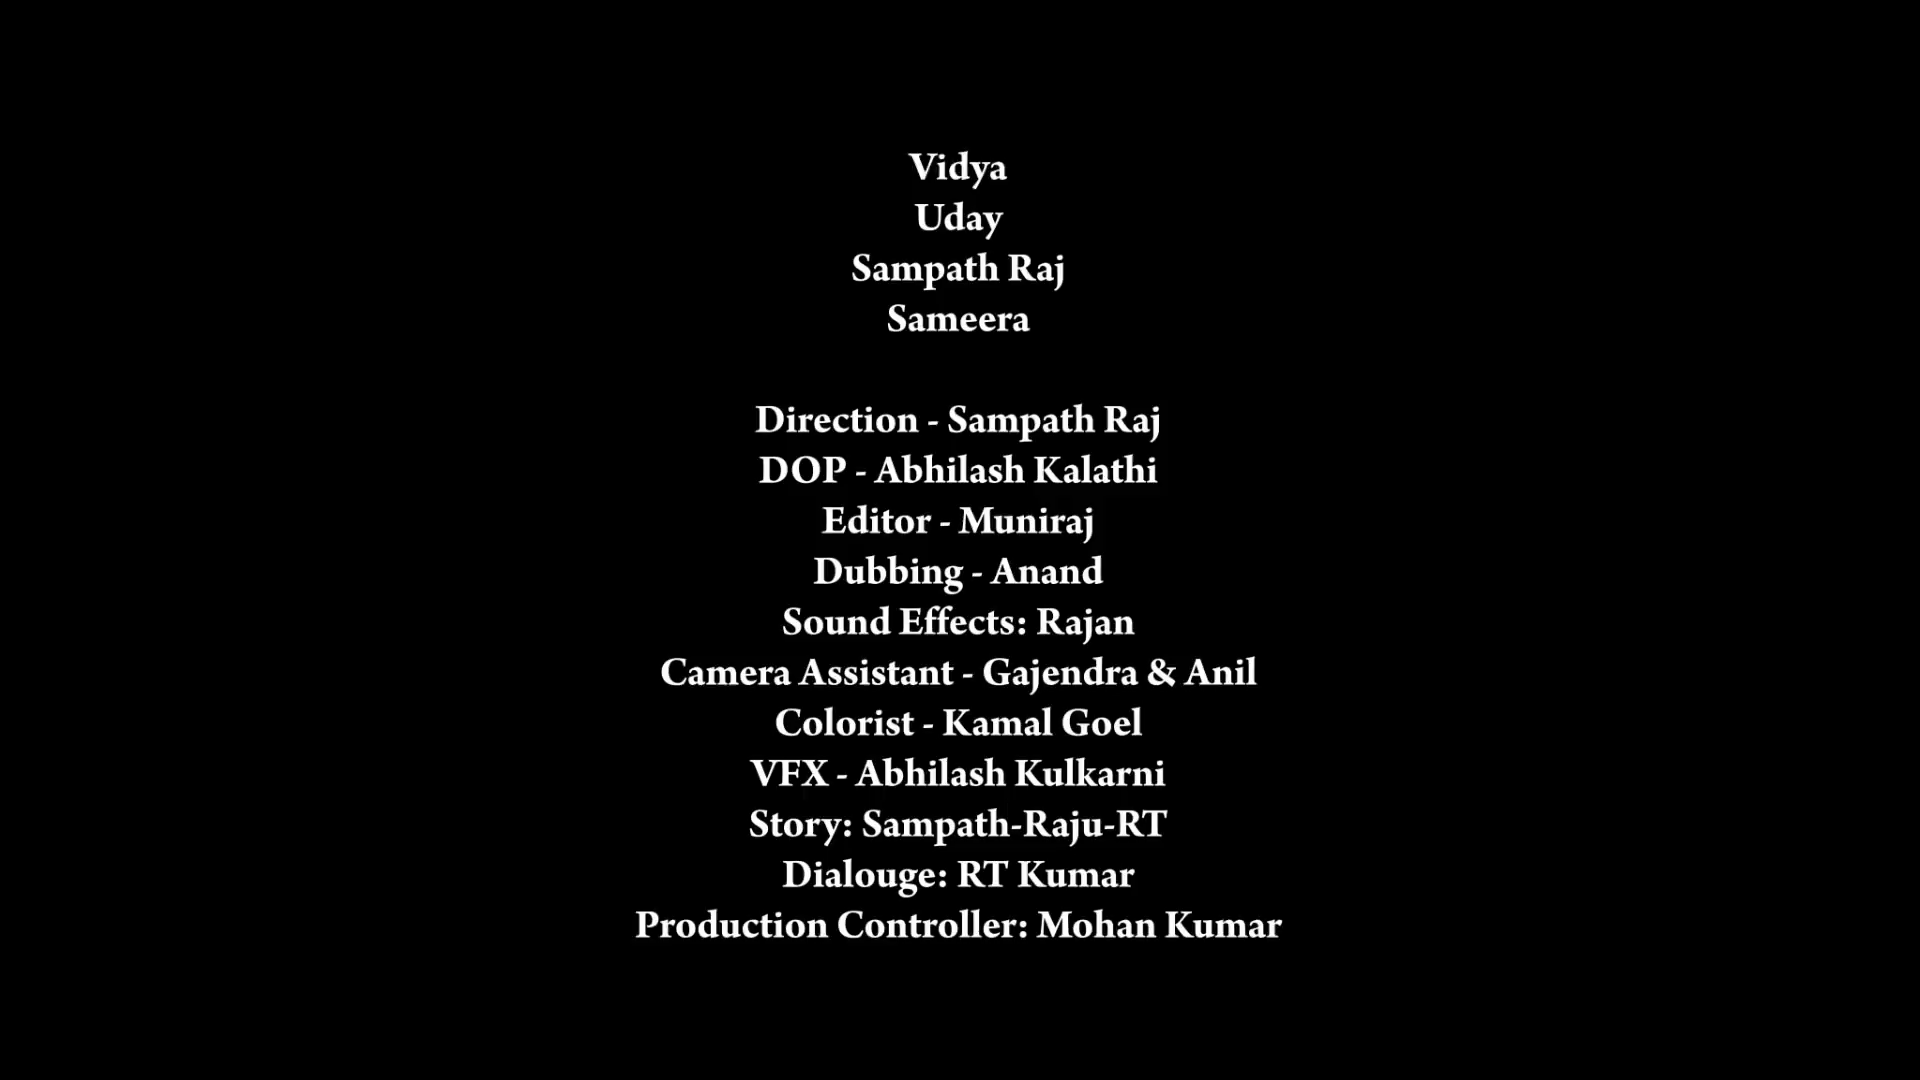 Vidya
Uday
Sampath Raj
Sameera
Direction - Sampath Raj
DOP - Abhilash Kalathi
Editor - Muniraj
Dubbing - Anand
Sound Effects: Rajan
Camera Assistant - Gajendra & Anil
Colorist - Kamal Goel
VFX - Abhilash Kulkarni
Story: Sampath-Raju-RT
Dialouge: RT Kumar
Production Controller: Mohan Kumar